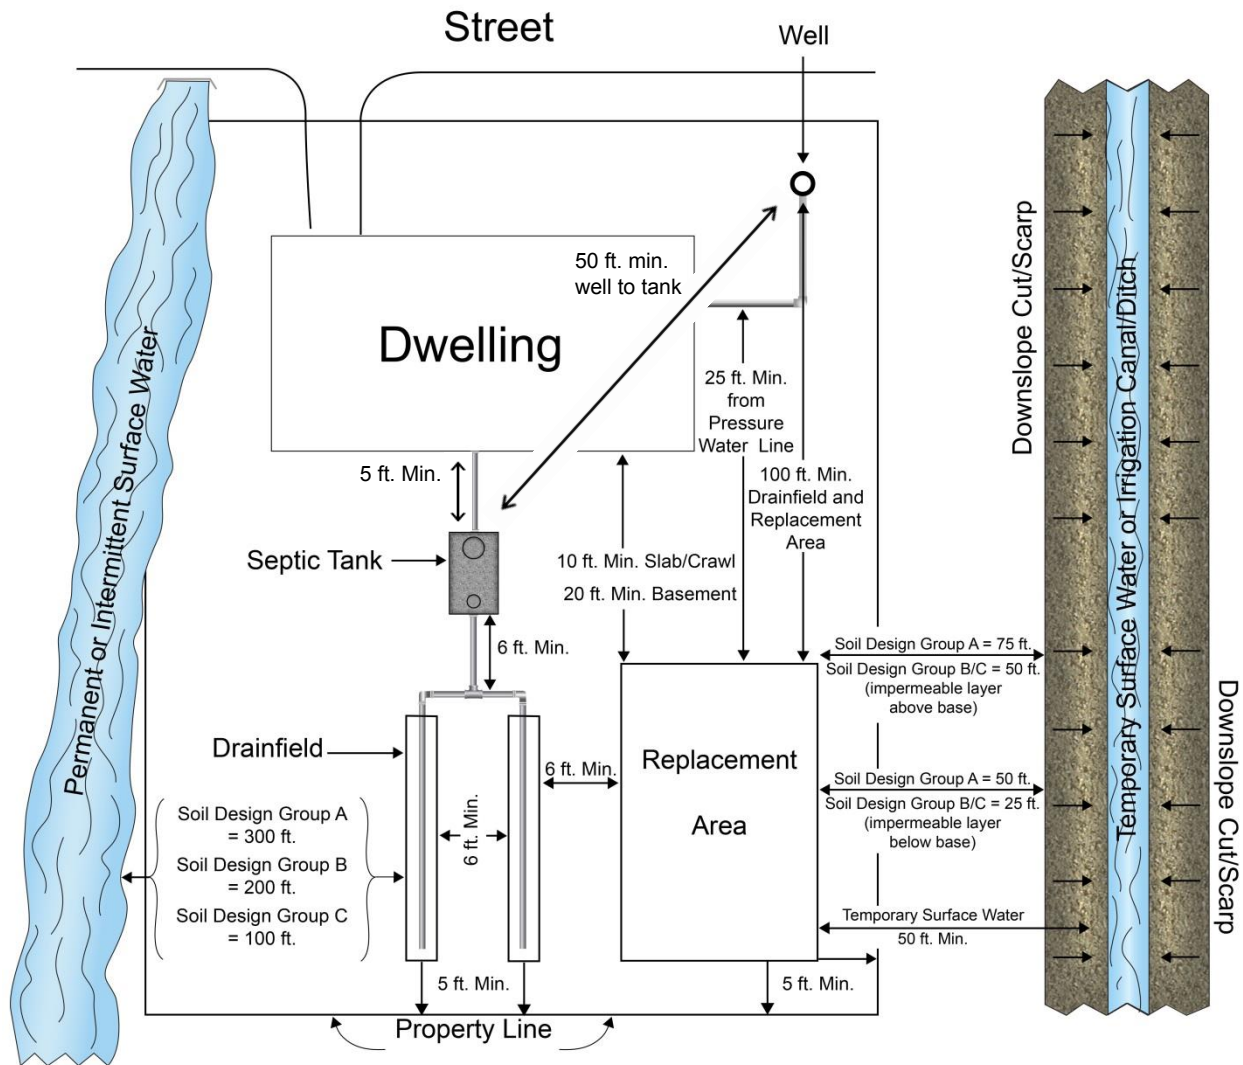 Street
Well
50 ft. min.
well to tank
Dwelling
25 ft. Min.
from
Pressure
Water Line
5 ft. Min.
100 ft. Min.
Drainfield and
Replacement
Area
Septic Tank
10 ft. Min. Slab/Crawl
20 ft. Min. Basement
6 ft. Min.
Permanent or Intermittent Surface Water
Downslope Cut/Scarp
Temporary Surface Water or Irrigation Canal/Ditch
Downslope Cut/Scarp
Soil Design Group A = 75 ft.
Soil Design Group B/C = 50 ft.
(impermeable layer
above base)
Drainfield
6 ft. Min.
Replacement
Area
Soil Design Group A = 50 ft.
Soil Design Group B/C = 25 ft.
(impermeable layer
below base)
Soil Design Group A
= 300 ft.
Soil Design Group B
= 200 ft.
Soil Design Group C
= 100 ft.
6 ft. Min.
Temporary Surface Water
50 ft. Min.
5 ft. Min.
5 ft. Min.
Property Line